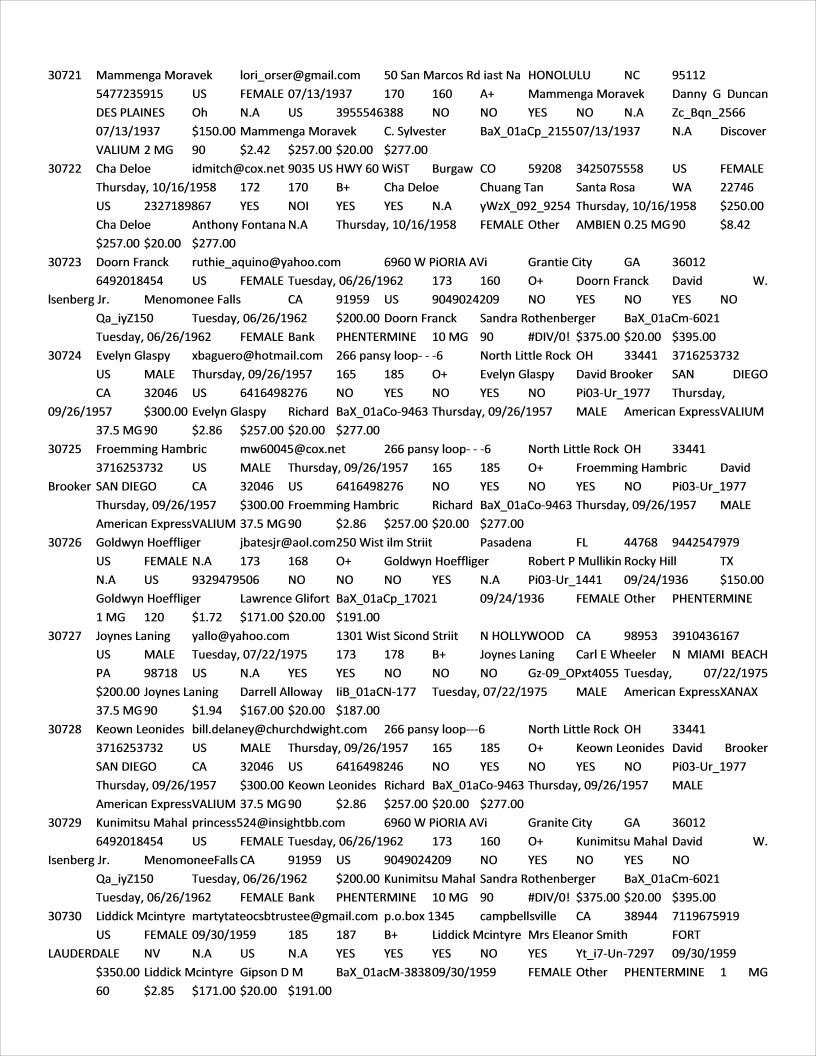 30721 Mammenga Moravek lori_orser@gmail.com 50 San Marcos Rd iast Na HONOLULU NC 95112
5477235915 US FEMALE 07/13/1937 170 160 A+ Mammenga Moravek Danny G Duncan
DES PLAINES Oh N.A US 3955546388 NO NO YES NO N.A Zc_Bqn_2566
07/13/1937 $150.00 Mammenga Moravek C. Sylvester BaX_01aCp_2155 07/13/1937 N.A Discover
VALIUM 2 MG 90 $2.42 $257.00 $20.00 $277.00
30722 Cha Deloe idmitch@cox.net 9035 US HWY 60 WiST Burgaw CO 59208 3425075558 US FEMALE
Thursday, 10/16/1958 172 170 B+ Cha Deloe Chuang Tan Santa Rosa WA 22746
US 2327189867 YES NOI YES YES N.A yWzX_092_9254 Thursday, 10/16/1958 $250.00
Cha Deloe Anthony Fontana N.A Thursday, 10/16/1958 FEMALE Other AMBIEN 0.25 MG 90 $8.42
$257.00 $20.00 $277.00
30723 Doorn Franck ruthie_aquino@yahoo.com 6960 W PiORIA AVi Grantie City GA 36012
6492018454 US FEMALE Tuesday, 06/26/1962 173 160 O+ Doorn Franck David W.
Isenberg Jr. Menomonee Falls CA 91959 US 9049024209 NO YES NO YES NO
Qa_iyZ150 Tuesday, 06/26/1962 $200.00 Doorn Franck Sandra Rothenberger BaX_01aCm-6021
Tuesday, 06/26/1962 FEMALE Bank PHENTERMINE 10 MG 90 #DIV/0! $375.00 $20.00 $395.00
30724 Evelyn Glaspy xbaguero@hotmail.com 266 pansy loop- - -6 North Little Rock OH 33441 3716253732
US MALE Thursday, 09/26/1957 165 185 O+ Evelyn Glaspy David Brooker SAN DIEGO
CA 32046 US 6416498276 NO YES NO YES NO Pi03-Ur_1977 Thursday,
09/26/1957 $300.00 Evelyn Glaspy Richard BaX_01aCo-9463 Thursday, 09/26/1957 MALE American ExpressVALIUM
37.5 MG 90 $2.86 $257.00 $20.00 $277.00
30725 Froemming Hambric mw60045@cox.net 266 pansy loop- - -6 North Little Rock OH 33441
3716253732 US MALE Thursday, 09/26/1957 165 185 O+ Froemming Hambric David
Brooker SAN DIEGO CA 32046 US 6416498276 NO YES NO YES NO Pi03-Ur_1977
Thursday, 09/26/1957 $300.00 Froemming Hambric Richard BaX_01aCo-9463 Thursday, 09/26/1957 MALE
American ExpressVALIUM 37.5 MG 90 $2.86 $257.00 $20.00 $277.00
30726 Goldwyn Hoeffliger jbatesjr@aol.com 250 Wist ilm Striit Pasadena FL 44768 9442547979
US FEMALE N.A 173 168 O+ Goldwyn Hoeffliger Robert P Mullikin Rocky Hill TX
N.A US 9329479506 NO NO NO YES N.A Pi03-Ur_1441 09/24/1936 $150.00
Goldwyn Hoeffliger Lawrence Glifort BaX_01aCp_17021 09/24/1936 FEMALE Other PHENTERMINE
1 MG 120 $1.72 $171.00 $20.00 $191.00
30727 Joynes Laning yallo@yahoo.com 1301 Wist Sicond Striit N HOLLYWOOD CA 98953 3910436167
US MALE Tuesday, 07/22/1975 173 178 B+ Joynes Laning Carl E Wheeler N MIAMI BEACH
PA 98718 US N.A YES YES NO NO NO Gz-09_OPxt4055 Tuesday, 07/22/1975
$200.00 Joynes Laning Darrell Alloway IiB_01aCN-177 Tuesday, 07/22/1975 MALE American ExpressXANAX
37.5 MG 90 $1.94 $167.00 $20.00 $187.00
30728 Keown Leonides bill.delaney@churchdwight.com 266 pansy loop---6 North Little Rock OH 33441
3716253732 US MALE Thursday, 09/26/1957 165 185 O+ Keown Leonides David Brooker
SAN DIEGO CA 32046 US 6416498246 NO YES NO YES NO Pi03-Ur_1977
Thursday, 09/26/1957 $300.00 Keown Leonides Richard BaX_01aCo-9463 Thursday, 09/26/1957 MALE
American ExpressVALIUM 37.5 MG 90 $2.86 $257.00 $20.00 $277.00
30729 Kunimitsu Mahal princess524@insightbb.com 6960 W PiORIA AVi Granite City GA 36012
6492018454 US FEMALE Tuesday, 06/26/1962 173 160 O+ Kunimitsu Mahal David W.
Isenberg Jr. MenomoneeFalls CA 91959 US 9049024209 NO YES NO YES NO
Qa_iyZ150 Tuesday, 06/26/1962 $200.00 Kunimitsu Mahal Sandra Rothenberger BaX_01aCm-6021
Tuesday, 06/26/1962 FEMALE Bank PHENTERMINE 10 MG 90 #DIV/0! $375.00 $20.00 $395.00
30730 Liddick Mcintyre martytateocsbtrustee@gmail.com p.o.box 1345 campbellsville CA 38944 7119675919
US FEMALE 09/30/1959 185 187 B+ Liddick Mcintyre Mrs Eleanor Smith FORT
LAUDERDALE NV N.A US N.A YES YES YES NO YES Yt_i7-Un-7297 09/30/1959
$350.00 Liddick Mcintyre Gipson D M BaX_01acM-3838 09/30/1959 FEMALE Other PHENTERMINE 1 MG
60 $2.85 $171.00 $20.00 $191.00